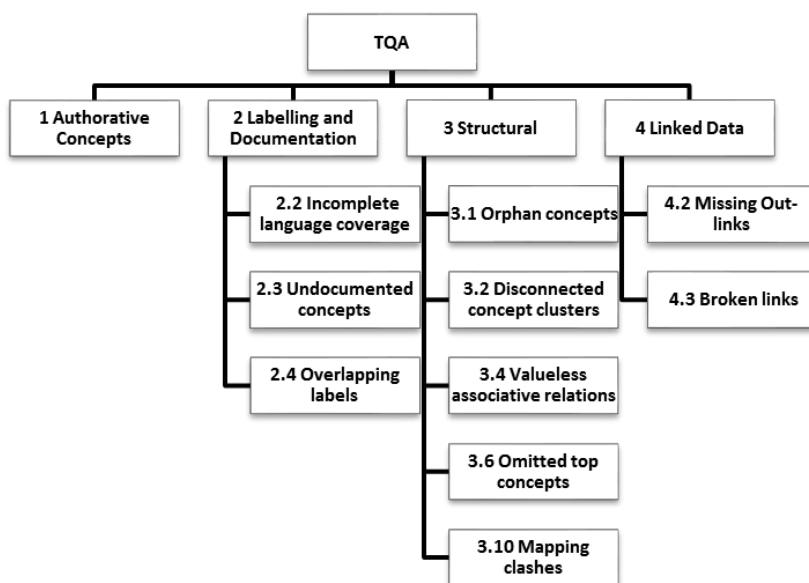 TQA
1 Authorative
Concepts
2 Labelling and
Documentation
3 Structural
4 Linked Data
2.2 Incomplete
language coverage
2.3 Undocumented
concepts
2.4 Overlapping
labels
3.1 Orphan concepts
3.2 Disconnected
concept clusters
3.4 Valueless
associative relations
3.6 Omitted top
concepts
3.10 Mapping
clashes
4.2 Missing Out-
links
4.3 Broken links